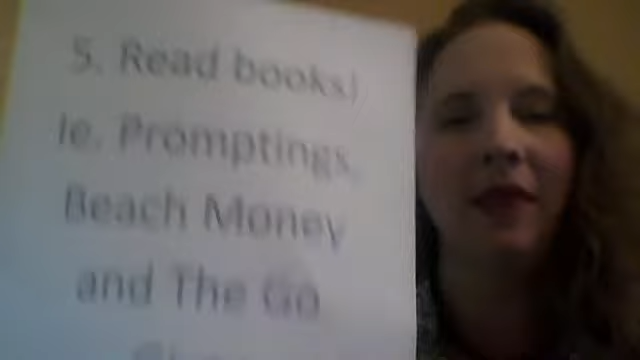 5. Read books!
Ie. Promptings,
Beach Money
and The Go